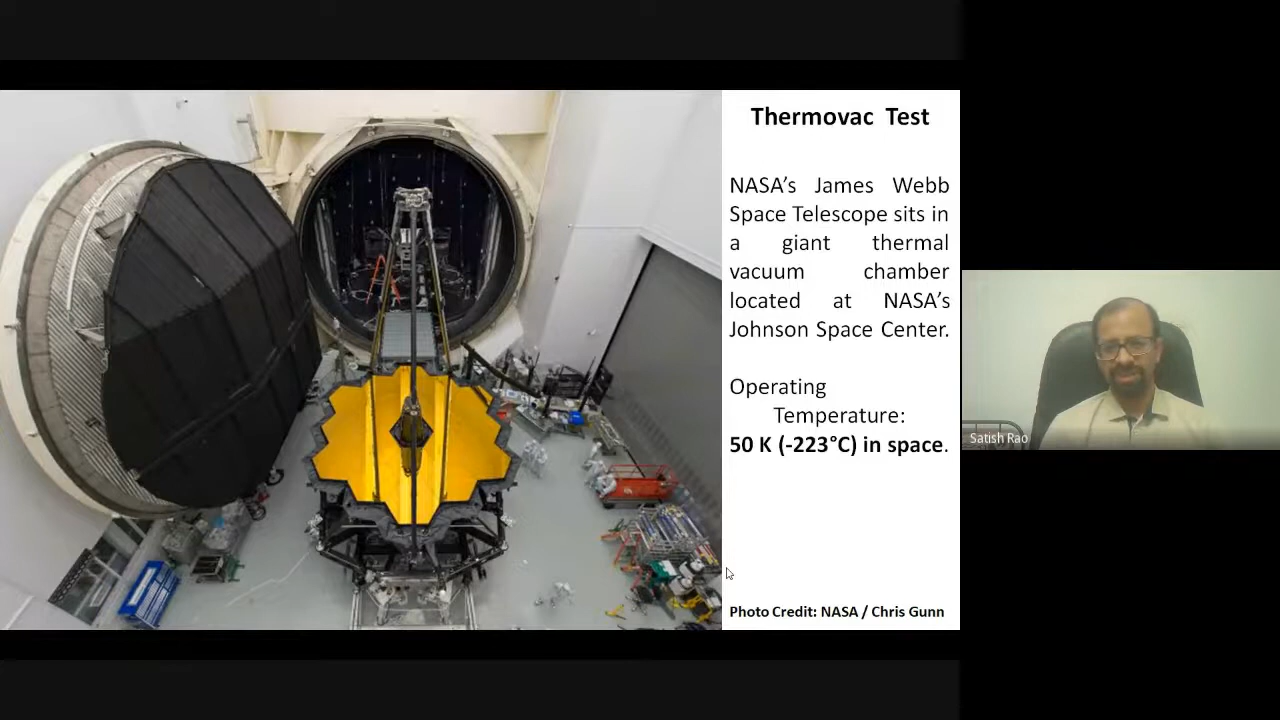 Thermovac Test
NASA’s James Webb
Space Telescope sits in
a giant thermal
vacuum chamber
located at NASA’s
Johnson Space Center.
Operating
Temperature:
50 K (-223°C) in space.
Photo Credit: NASA / Chris Gunn
Satish Rao